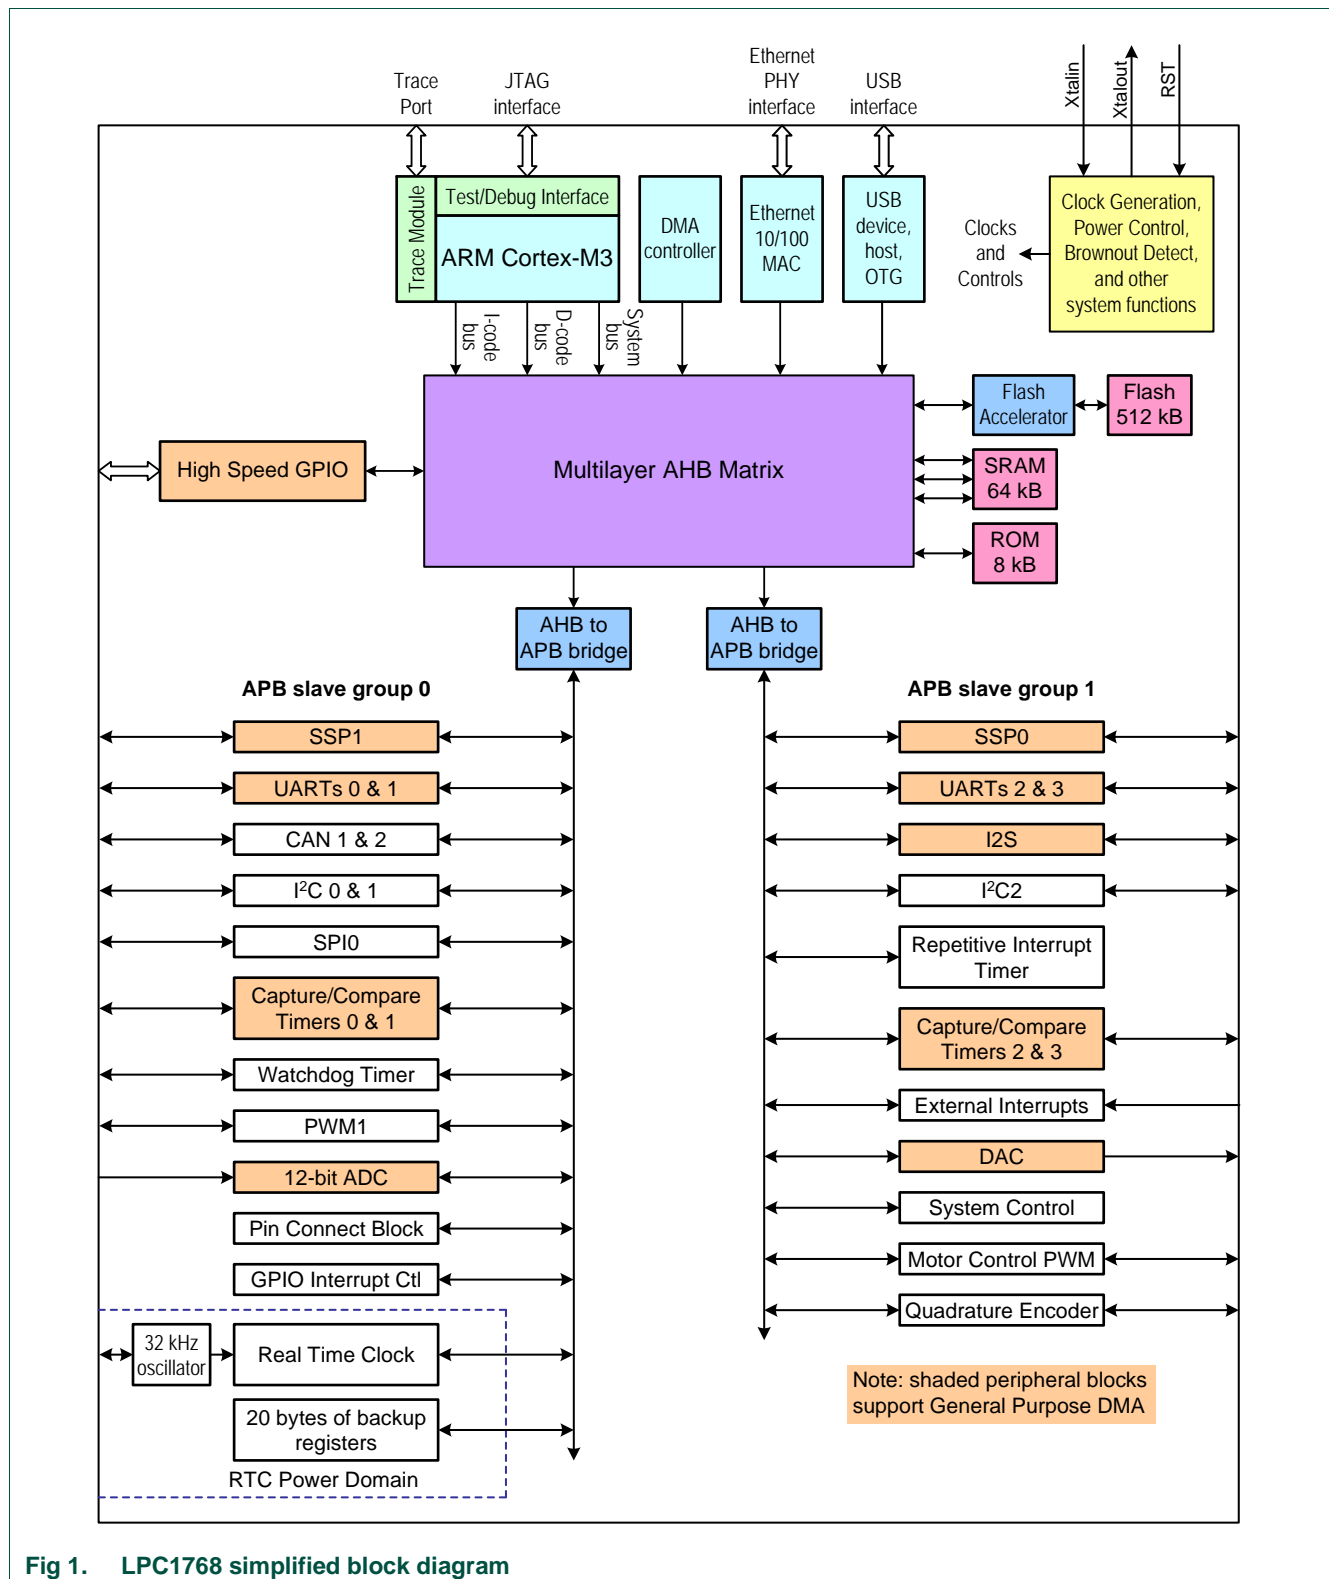 Trace
Port
JTAG
interface
Ethernet
PHY
interface
USB
interface
Xtalin
Xtalout
RST
Trace Module
Test/Debug Interface
ARM Cortex-M3
DMA
controller
Ethernet
10/100
MAC
USB
device,
host,
OTG
Clocks
and
Controls
Clock Generation,
Power Control,
Brownout Detect,
and other
system functions
I-code
bus
D-code
bus
System
bus
Multilayer AHB Matrix
High Speed GPIO
Flash
Accelerator
Flash
512 kB
SRAM
64 kB
ROM
8 kB
AHB to
APB bridge
AHB to
APB bridge
APB slave group 0
SSP1
UARTs 0 & 1
CAN 1 & 2
I²C 0 & 1
SPI0
Capture/Compare
Timers 0 & 1
Watchdog Timer
PWM1
12-bit ADC
Pin Connect Block
GPIO Interrupt Ctl
32 kHz
oscillator
Real Time Clock
20 bytes of backup
registers
RTC Power Domain
APB slave group 1
SSP0
UARTs 2 & 3
I2S
I²C2
Repetitive Interrupt
Timer
Capture/Compare
Timers 2 & 3
External Interrupts
DAC
System Control
Motor Control PWM
Quadrature Encoder
Note: shaded peripheral blocks
support General Purpose DMA
Fig 1. LPC1768 simplified block diagram